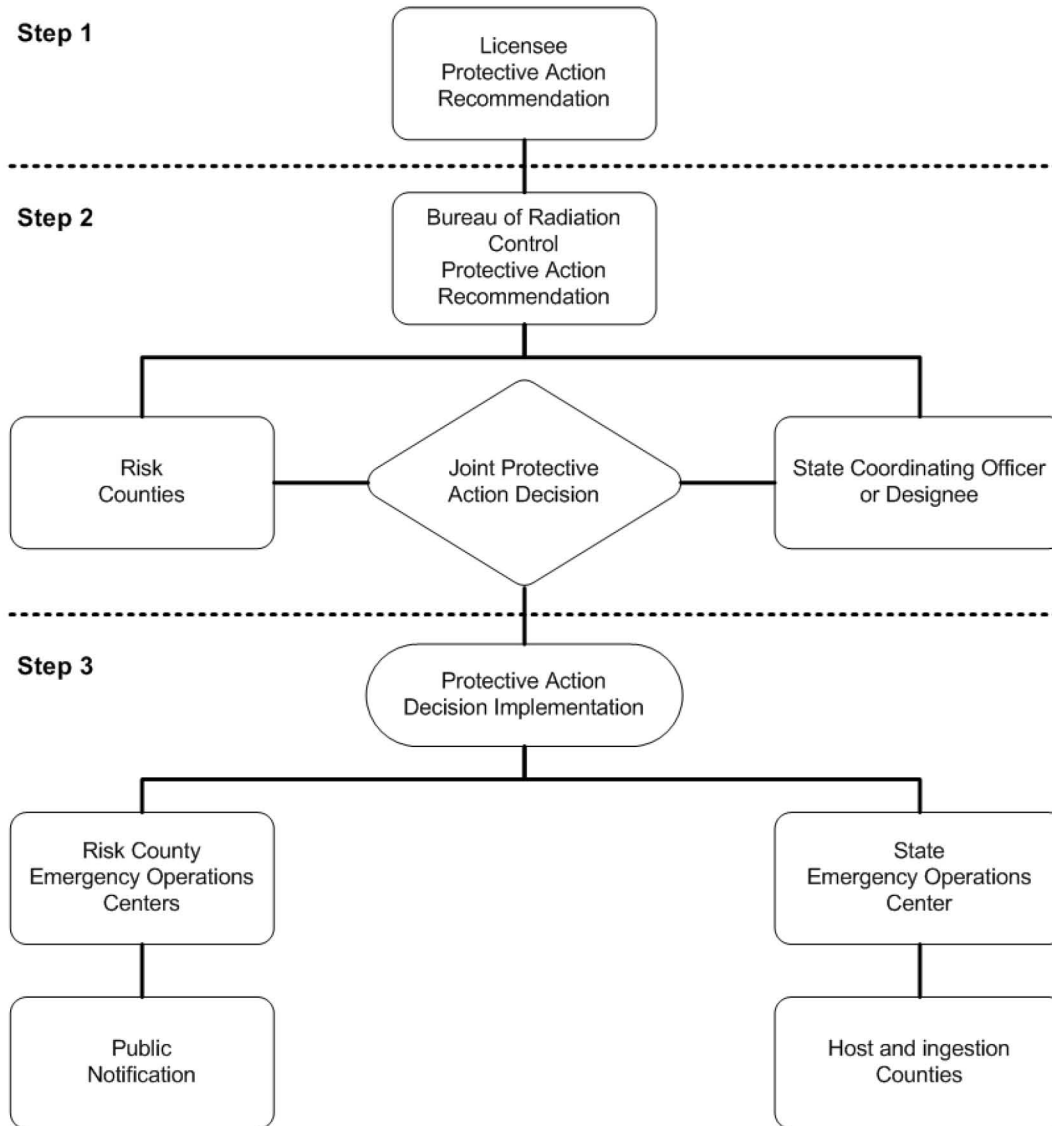 Step 1
Licensee
Protective Action
Recommendation
Step 2
Bureau of Radiation
Control
Protective Action
Recommendation
Risk
Counties
Joint Protective
Action Decision
State Coordinating Officer
or Designee
Step 3
Protective Action
Decision Implementation
Risk County
Emergency Operations
Centers
State
Emergency Operations
Center
Public
Notification
Host and ingestion
Counties